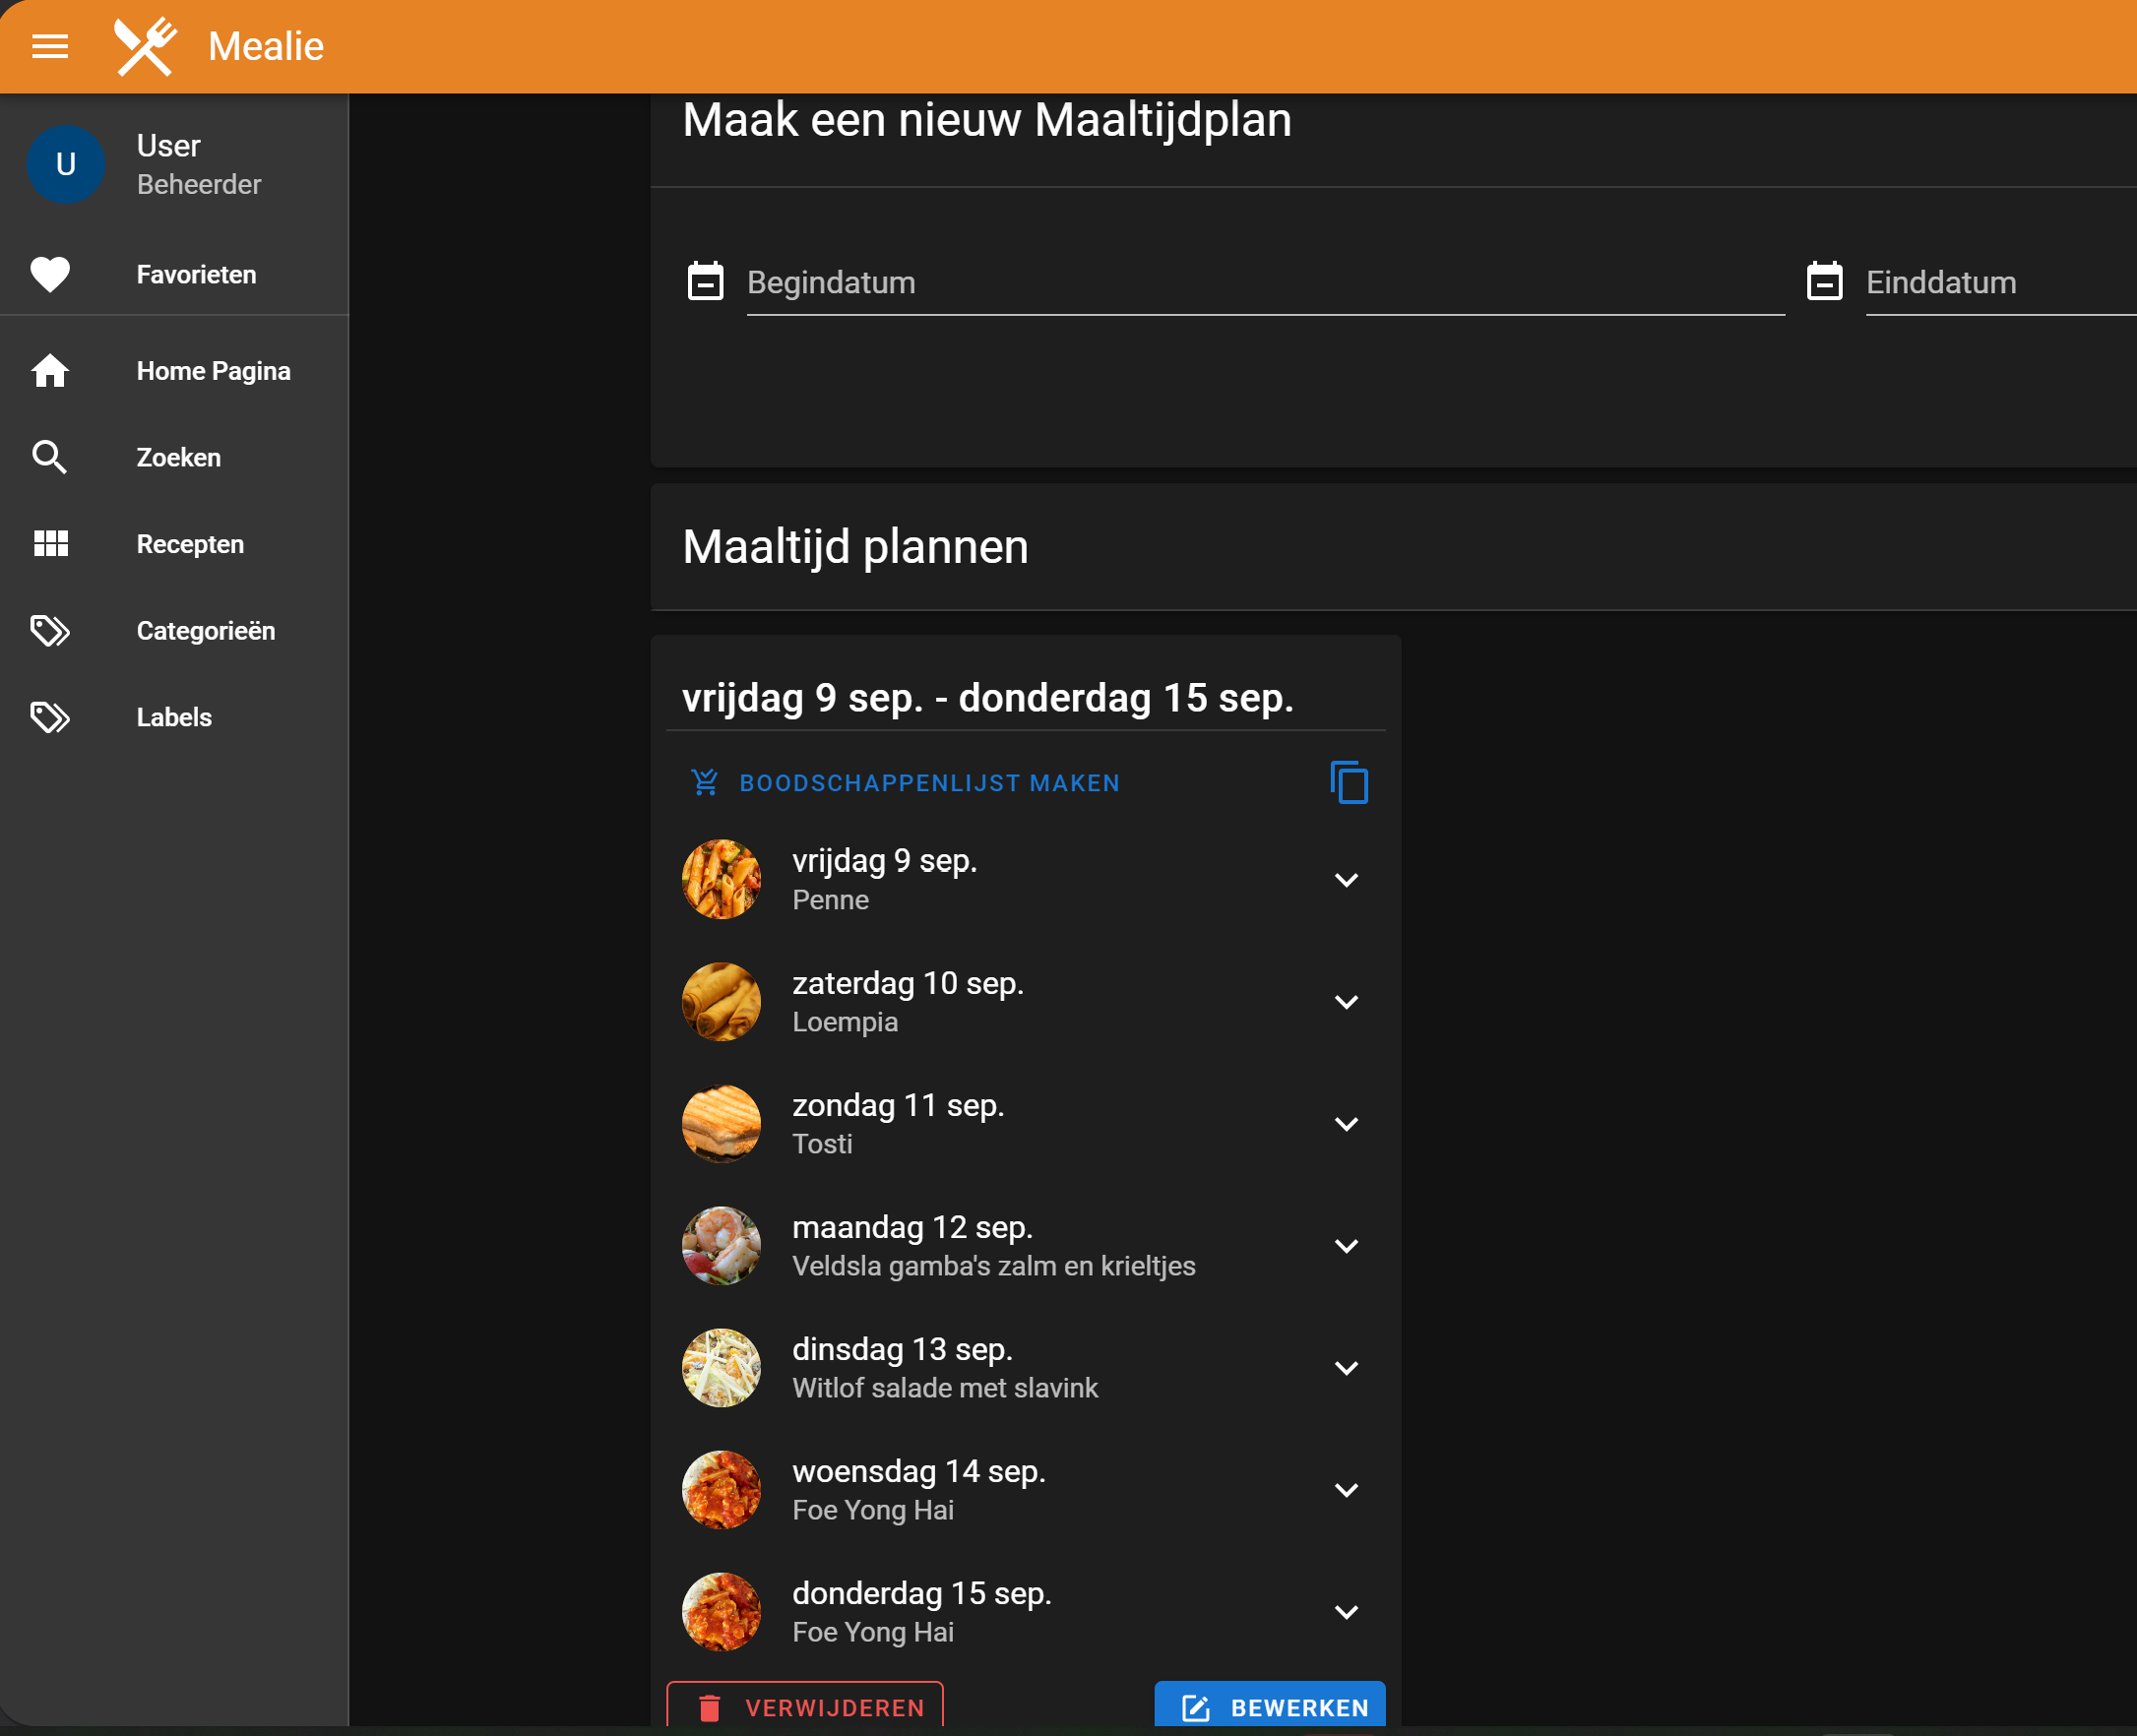 Mealie
U
User
Beheerder
Favorieten
Home Pagina
Zoeken
Recepten
Categorieën
Labels
Maak een nieuw Maaltijdplan
Begindatum
Einddatum
Maaltijd plannen
vrijdag 9 sep. - donderdag 15 sep.
BOODSCHAPPENLIJST MAKEN
vrijdag 9 sep.
Penne
zaterdag 10 sep.
Loempia
zondag 11 sep.
Tosti
maandag 12 sep.
Veldsla gamba's zalm en krieltjes
dinsdag 13 sep.
Witlof salade met slavink
woensdag 14 sep.
Foe Yong Hai
donderdag 15 sep.
Foe Yong Hai
VERWIJDEREN
BEWERKEN